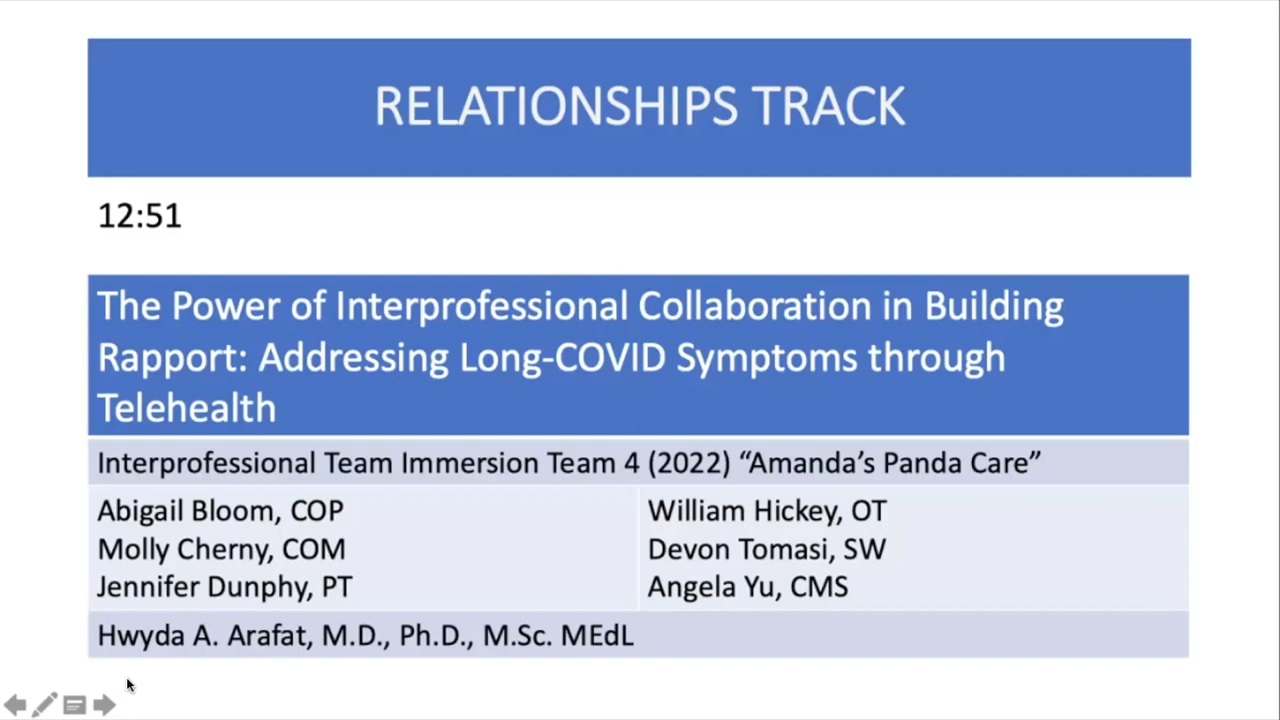 RELATIONSHIPS TRACK
12:51
The Power of Interprofessional Collaboration in Building
Rapport: Addressing Long-COVID Symptoms through
Telehealth
Interprofessional Team Immersion Team 4 (2022) “Amanda’s Panda Care”
Abigail Bloom, COP
Molly Cherny, COM
Jennifer Dunphy, PT
William Hickey, OT
Devon Tomasi, SW
Angela Yu, CMS
Hwyda A. Arafat, M.D., Ph.D., M.Sc. MEdL